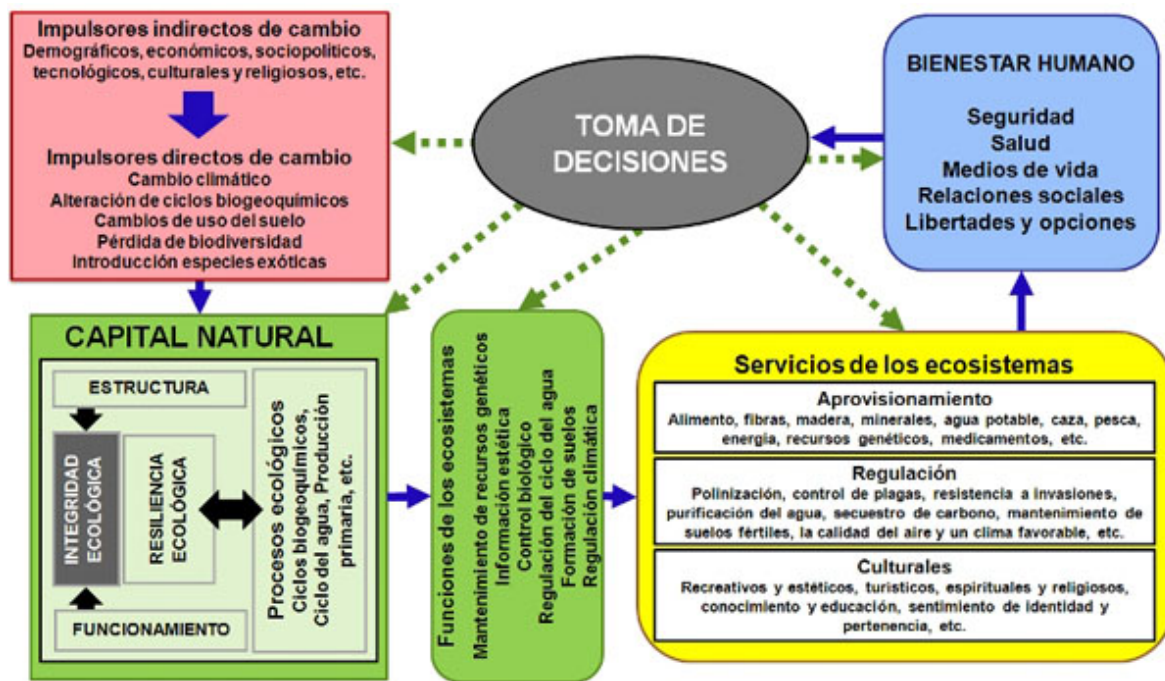 Impulsores indirectos de cambio
Demográficos, económicos, sociopolíticos,
tecnológicos, culturales y religiosos, etc.
Impulsores directos de cambio
Cambio climático
Alteración de ciclos biogeoquímicos
Cambios de uso del suelo
Pérdida de biodiversidad
Introducción especies exóticas
TOMA DE
DECISIONES
BIENESTAR HUMANO
Seguridad
Salud
Medios de vida
Relaciones sociales
Libertades y opciones
CAPITAL NATURAL
ESTRUCTURA
INTEGRIDAD
ECOLÓGICA
RESILIENCIA
ECOLÓGICA
FUNCIONAMIENTO
Procesos ecológicos
Ciclos biogeoquímicos,
Ciclo del agua, Producción
primaria, etc.
Funciones de los ecosistemas
Mantenimiento de recursos genéticos
Información estética
Control biológico
Regulación del ciclo del agua
Formación de suelos
Regulación climática
Servicios de los ecosistemas
Aprovisionamiento
Alimento, fibras, madera, minerales, agua potable, caza, pesca,
energía, recursos genéticos, medicamentos, etc.
Regulación
Polinización, control de plagas, resistencia a invasiones,
purificación del agua, secuestro de carbono, mantenimiento de
suelos fértiles, la calidad del aire y un clima favorable, etc.
Culturales
Recreativos y estéticos, turísticos, espirituales y religiosos,
conocimiento y educación, sentimiento de identidad y
pertenencia, etc.